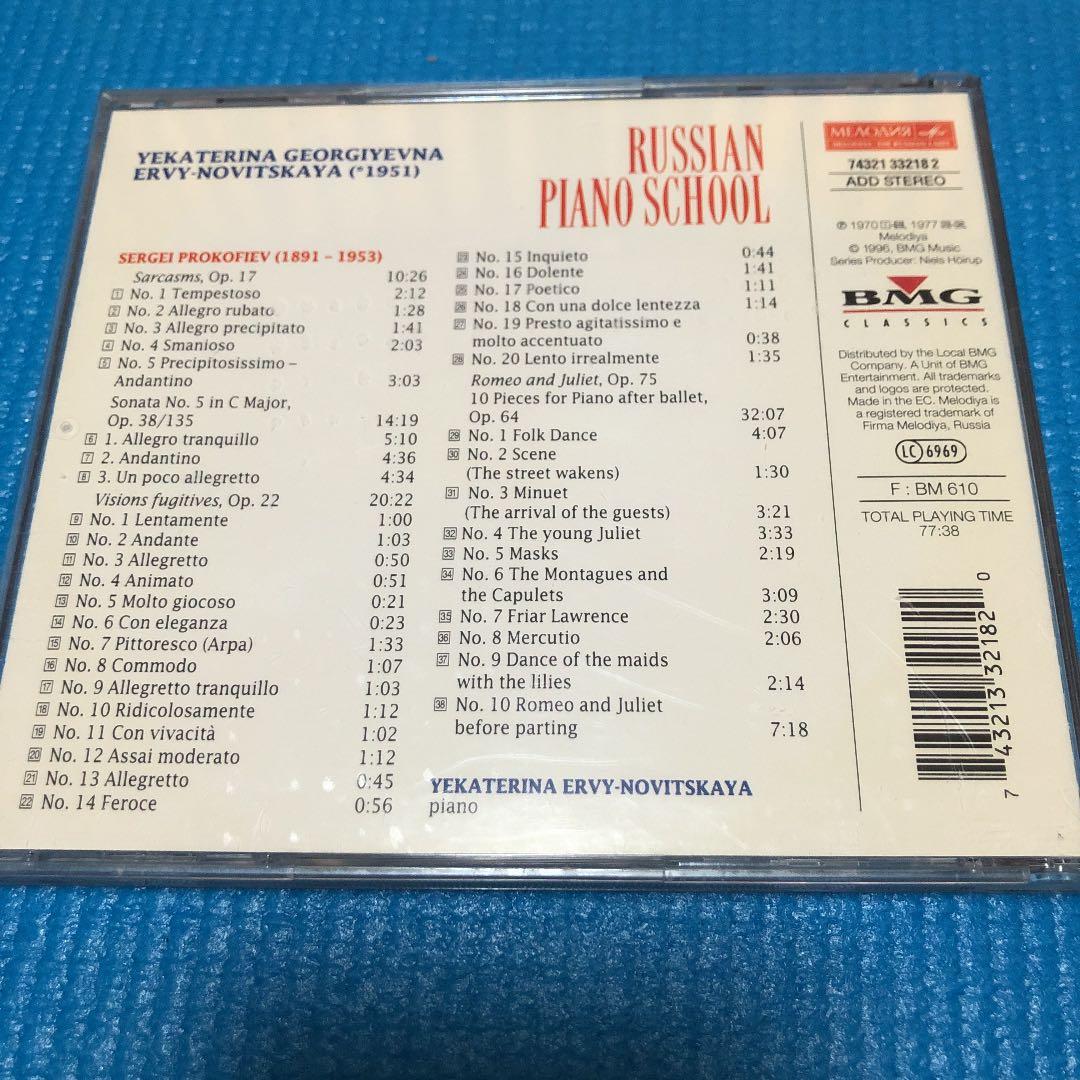 YEKATERINA GEORGIYEVNA
ERVY-NOVITSKAYA (*1951)
RUSSIAN
PIANO SCHOOL
SERGEI PROKOFIEV (1891 – 1953)
Sarcasms, Op. 17 10:26
1 No. 1 Tempestoso 2:12
2 No. 2 Allegro rubato 1:28
3 No. 3 Allegro precipitato 1:41
4 No. 4 Smanioso 2:03
5 No. 5 Precipitosissimo –
Andantino 3:03
Sonata No. 5 in C Major,
Op. 38/135 14:19
6 1. Allegro tranquillo 5:10
7 2. Andantino 4:36
8 3. Un poco allegretto 4:34
Visions fugitives, Op. 22 20:22
9 No. 1 Lentamente 1:00
10 No. 2 Andante 1:03
11 No. 3 Allegretto 0:50
12 No. 4 Animato 0:51
13 No. 5 Molto giocoso 0:21
14 No. 6 Con eleganza 0:23
15 No. 7 Pittoresco (Arpa) 1:33
16 No. 8 Commodo 1:07
17 No. 9 Allegretto tranquillo 1:03
18 No. 10 Ridicolosamente 1:12
19 No. 11 Con vivacità 1:02
20 No. 12 Assai moderato 1:12
21 No. 13 Allegretto 0:45
22 No. 14 Feroce 0:56
23 No. 15 Inquieto 0:44
24 No. 16 Dolente 1:41
25 No. 17 Poetico 1:11
26 No. 18 Con una dolce lentezza 1:14
27 No. 19 Presto agitatissimo e
molto accentuato 0:38
28 No. 20 Lento irrealmente 1:35
Romeo and Juliet, Op. 75
10 Pieces for Piano after ballet,
Op. 64 32:07
29 No. 1 Folk Dance 4:07
30 No. 2 Scene
(The street wakens) 1:30
31 No. 3 Minuet
(The arrival of the guests) 3:21
32 No. 4 The young Juliet 3:33
33 No. 5 Masks 2:19
34 No. 6 The Montagues and
the Capulets 3:09
35 No. 7 Friar Lawrence 2:30
36 No. 8 Mercutio 2:06
37 No. 9 Dance of the maids
with the lilies 2:14
38 No. 10 Romeo and Juliet
before parting 7:18
YEKATERINA ERVY-NOVITSKAYA
piano
МЕЛОДИЯ
74321 33218 2
ADD STEREO
℗ 1970 1977
Melodiya
© 1996, BMG Music
Series Producer: Niels Höirup
BMG
CLASSICS
Distributed by the Local BMG
Company. A Unit of BMG
Entertainment. All trademarks
and logos are protected.
Made in the EC. Melodiya is
a registered trademark of
Firma Melodiya, Russia
LC 6969
F : BM 610
TOTAL PLAYING TIME
77:38
7 43213 32182 0